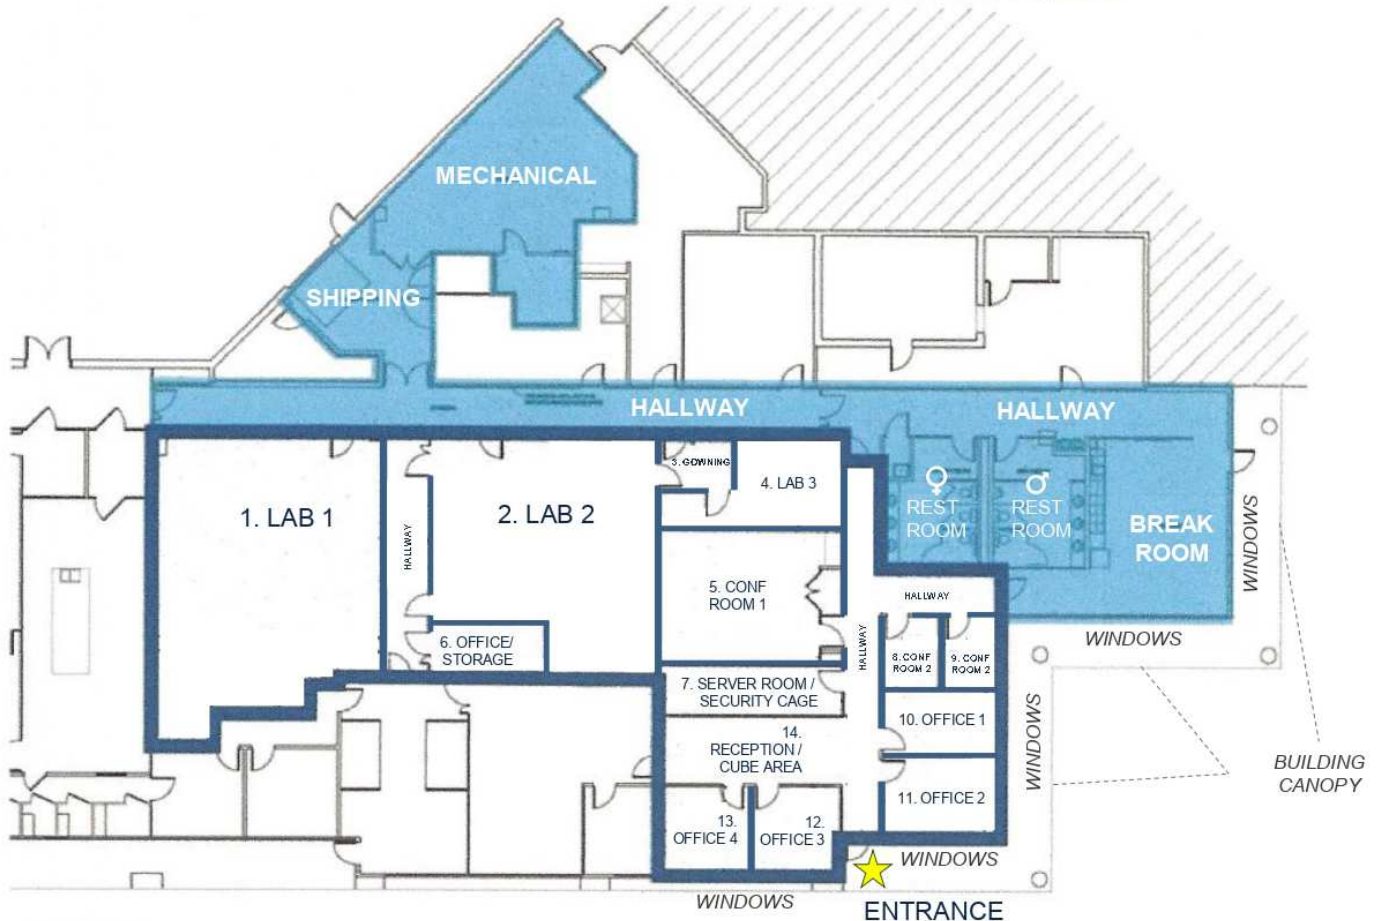 MECHANICAL
SHIPPING
HALLWAY
HALLWAY
3. GOWNING
4. LAB 3
1. LAB 1
2. LAB 2
HALLWAY
REST
ROOM
REST
ROOM
BREAK
ROOM
WINDOWS
5. CONF
ROOM 1
HALLWAY
HALLWAY
WINDOWS
6. OFFICE/
STORAGE
8. CONF
ROOM 2
9. CONF
ROOM 2
7. SERVER ROOM /
SECURITY CAGE
10. OFFICE 1
WINDOWS
14.
RECEPTION /
CUBE AREA
BUILDING
CANOPY
11. OFFICE 2
13.
OFFICE 4
12.
OFFICE 3
WINDOWS
WINDOWS
ENTRANCE